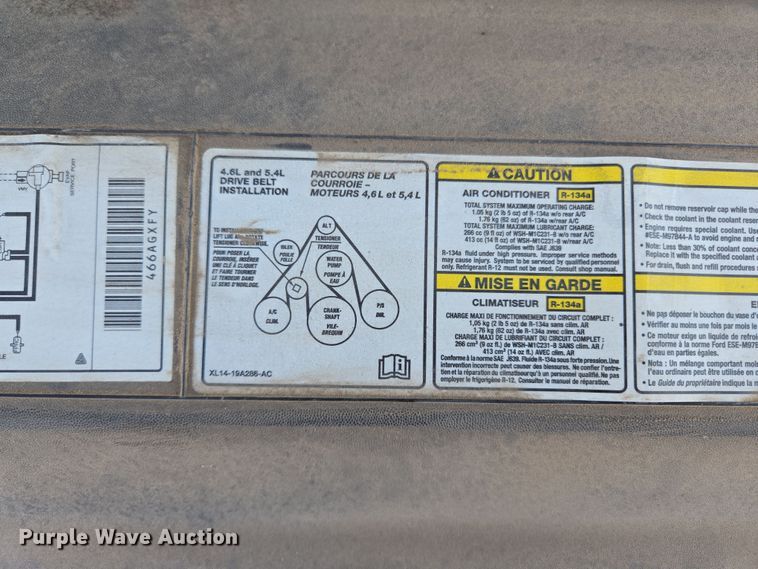 VMV
EVAP
SERVICE PORT
466AGXFY
4.6L and 5.4L
DRIVE BELT
INSTALLATION
PARCOURS DE LA
COURROIE –
MOTEURS 4,6 L et 5,4 L
TO INSTALL BELT
LIFT LUG AND ROTATE
TENSIONER CLOCKWISE.
POUR POSER LA
COURROIE, INSÉRER
UNE CLÉ À CLIQUET
ET FAIRE TOURNER
LE TENDEUR DANS
LE SENS D'HORLOGE.
ALT
TENSIONER
TENDEUR
IDLER
POULIE
FOLLE
WATER
PUMP
POMPE À
EAU
A/C
CLIM.
CRANK-
SHAFT
VILE-
BREQUIN
P/S
DIR.
XL14-19A286-AC
CAUTION
AIR CONDITIONER R-134a
TOTAL SYSTEM MAXIMUM OPERATING CHARGE:
1.05 kg (2 lb 5 oz) of R-134a w/o rear A/C
1.76 kg (62 oz) of R-134a w/rear A/C
TOTAL SYSTEM MAXIMUM LUBRICANT CHARGE:
266 cc (9 fl oz) of WSH-M1C231-B w/o rear A/C
413 cc (14 fl oz) of WSH-M1C231-B w/rear A/C
Complies with SAE J639
R-134a fluid under high pressure. Improper service methods
may cause injury. System to be serviced by qualified personnel
only. Refrigerant R-12 must not be used. Consult shop manual.
MISE EN GARDE
CLIMATISEUR R-134a
CHARGE MAXI DE FONCTIONNEMENT DU CIRCUIT COMPLET :
1,05 kg (2 lb 5 oz) de R-134a sans clim. AR
1,76 kg (62 oz) de R-134a avec clim. AR
CHARGE MAXI DE LUBRIFIANT DU CIRCUIT COMPLET :
266 cm³ (9 oz fl.) de WSH-M1C231-B SANS clim. AR /
413 cm³ (14 oz fl.) AVEC clim. AR
Conforme à la norme SAE J639. Fluide R-134a sous forte pression. Une
intervention incorrecte peut causer des blessures. Ne confier l'entre-
tien et la réparation du climatiseur qu'à un personnel qualifié. Ne pas
employer le frigorigène R-12. Consulter le manuel de réparation.
• Do not remove reservoir cap while the
• Check the coolant in the coolant reser
• Engine requires special coolant. Use
#ESE-M97B44-A to avoid engine and r
• Note: Less than 30% of coolant concen
Replace it with the specified coolant
• For drain, flush and refill procedures
• Ne pas déposer le bouchon du vase d'
• Vérifier au moins une fois par mois le
• Ce moteur exige un liquide de refroi
conforme à la norme Ford ESE-M97B
d'eau en parties égales.
• Nota : Un mélange comportant moins
l'eau ordinaire peut être utilisée en
• Le Guide du propriétaire indique la m
Purple Wave Auction